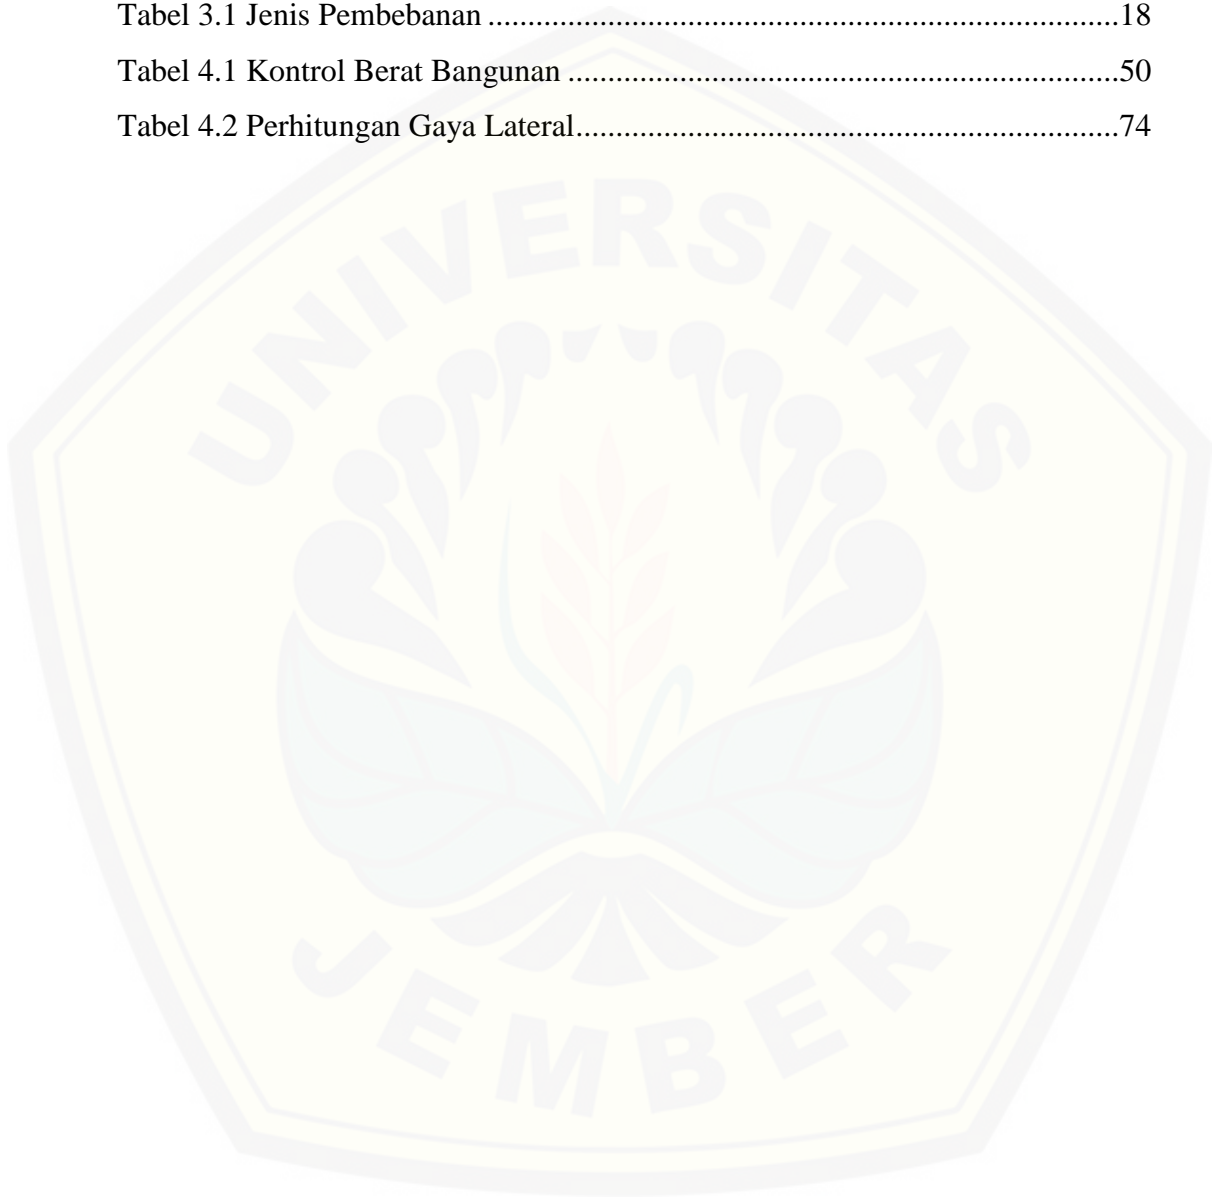 Tabel 3.1 Jenis Pembebanan ................................................................................18
Tabel 4.1 Kontrol Berat Bangunan ......................................................................50
Tabel 4.2 Perhitungan Gaya Lateral.....................................................................74
UNIVERSITAS
JEMBER